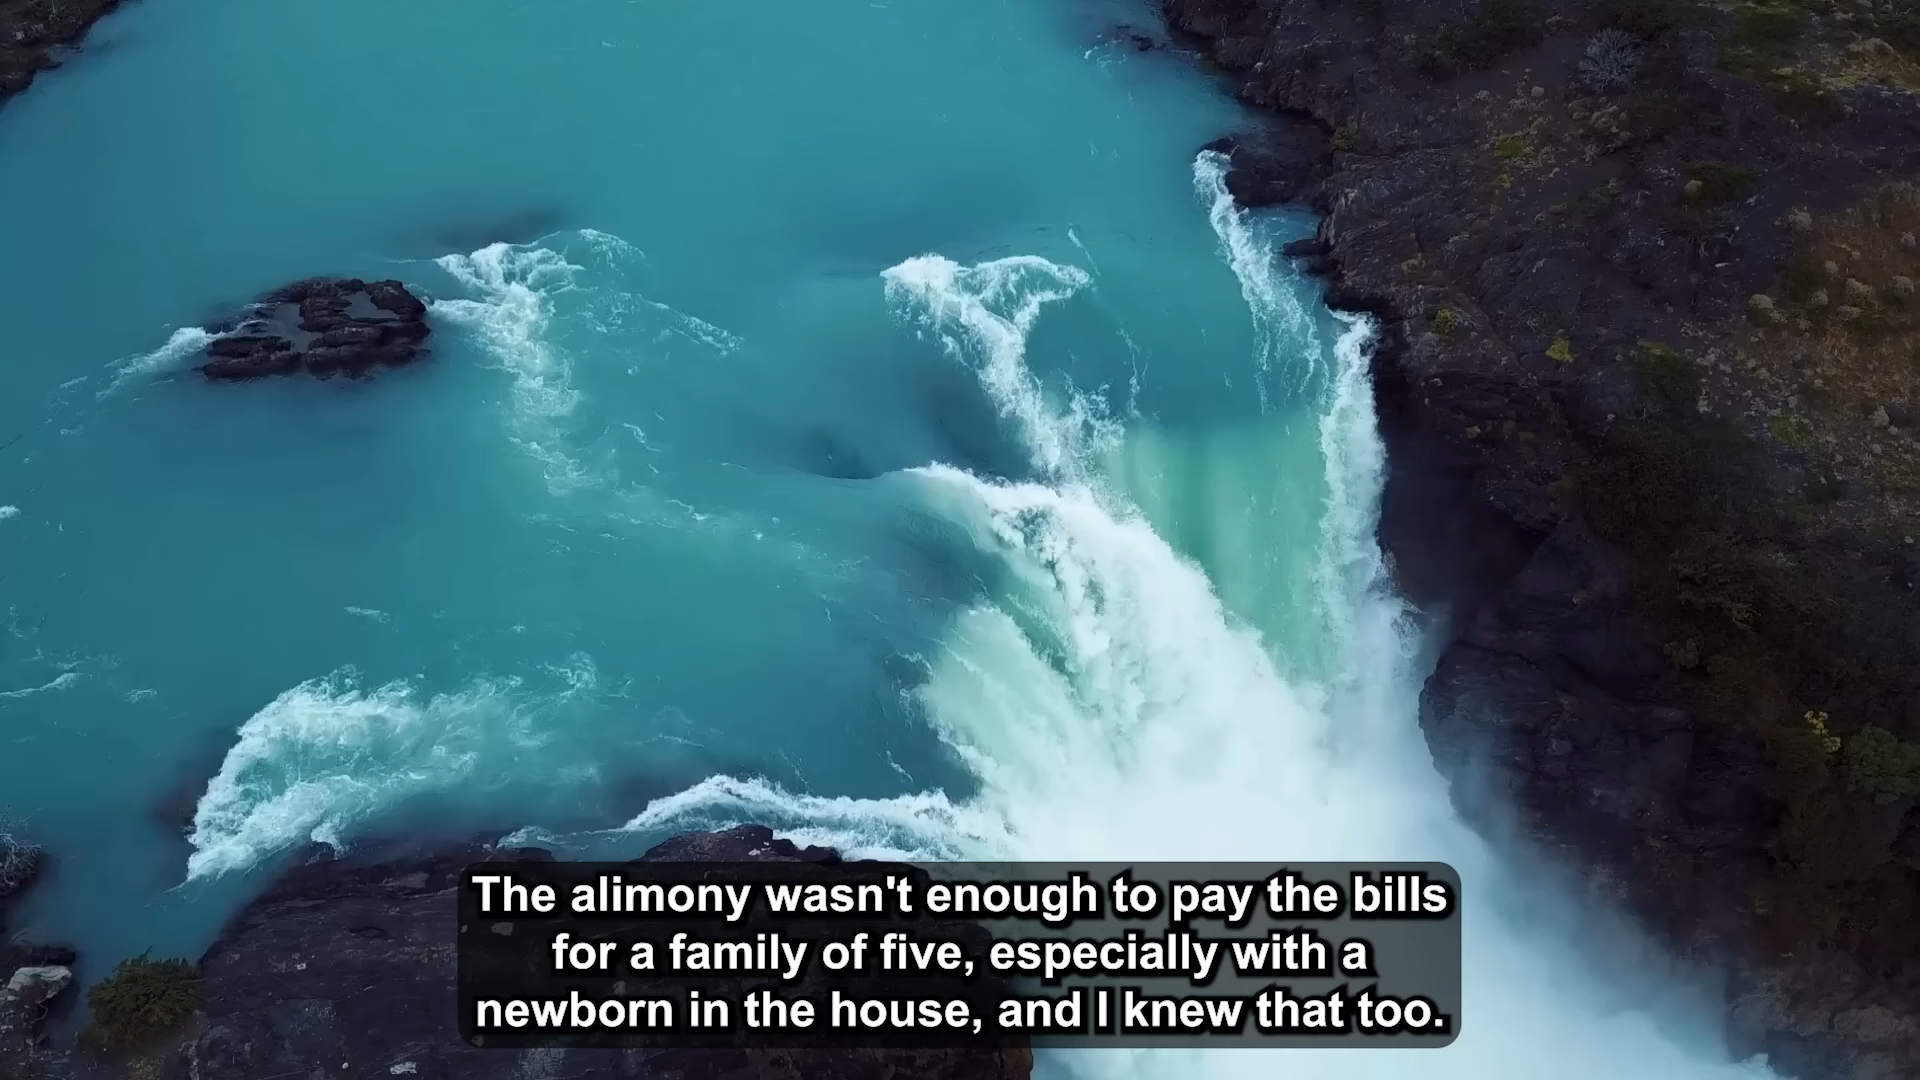 The alimony wasn't enough to pay the bills
for a family of five, especially with a
newborn in the house, and I knew that too.